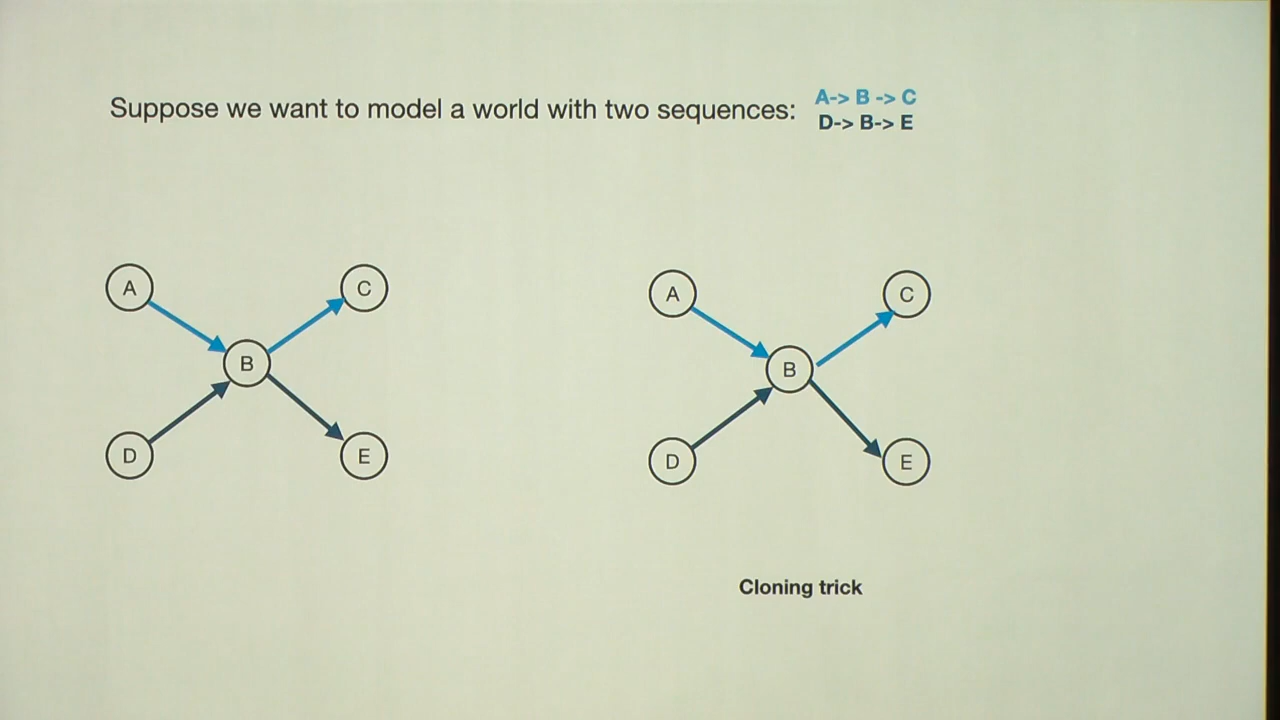 Suppose we want to model a world with two sequences:
A-> B -> C
D-> B-> E
A
C
B
D
E
A
C
B
D
E
Cloning trick